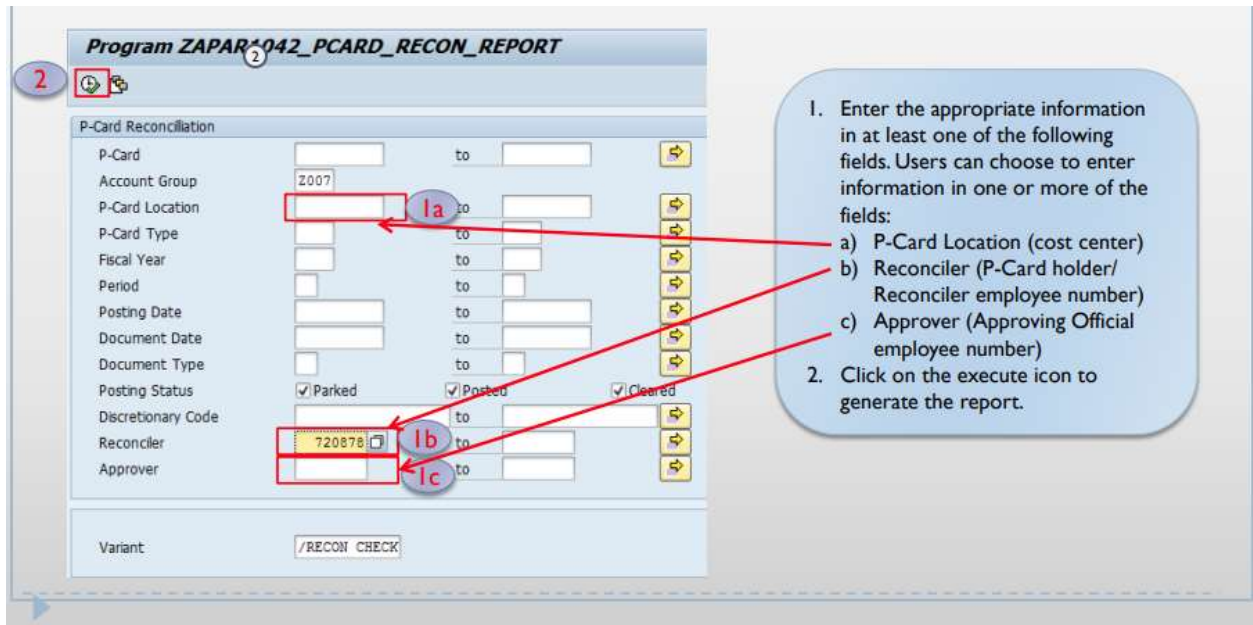 Program ZAPAR1042_PCARD_RECON_REPORT
2
2
P-Card Reconciliation
P-Card to
Account Group Z007
P-Card Location 1a to
P-Card Type to
Fiscal Year to
Period to
Posting Date to
Document Date to
Document Type to
Posting Status Parked Posted Cleared
Discretionary Code to
Reconciler 720878 1b to
Approver 1c to
Variant /RECON CHECK
1. Enter the appropriate information
in at least one of the following
fields. Users can choose to enter
information in one or more of the
fields:
a) P-Card Location (cost center)
b) Reconciler (P-Card holder/
Reconciler employee number)
c) Approver (Approving Official
employee number)
2. Click on the execute icon to
generate the report.